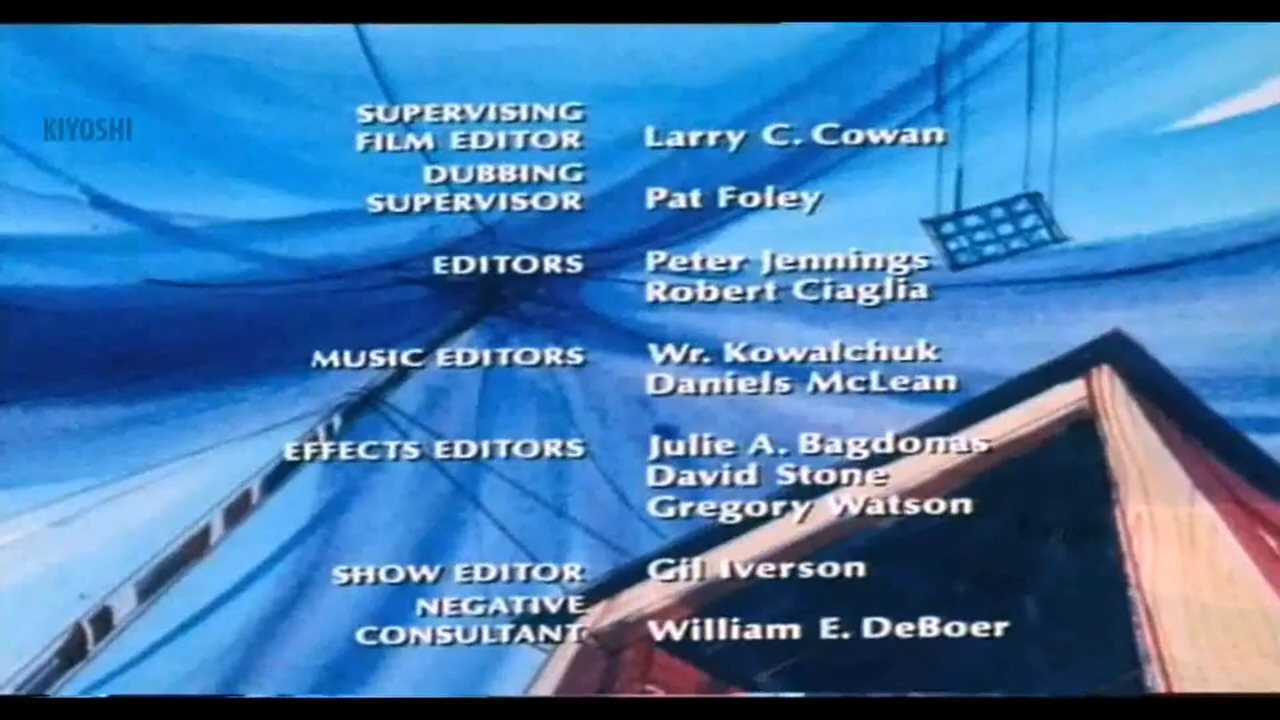 KIYOSHI
SUPERVISING
FILM EDITOR Larry C. Cowan
DUBBING
SUPERVISOR Pat Foley
EDITORS Peter Jennings
Robert Ciaglia
MUSIC EDITORS Wr. Kowalchuk
Daniels McLean
EFFECTS EDITORS Julie A. Bagdonas
David Stone
Gregory Watson
SHOW EDITOR Gil Iverson
NEGATIVE
CONSULTANT William E. DeBoer